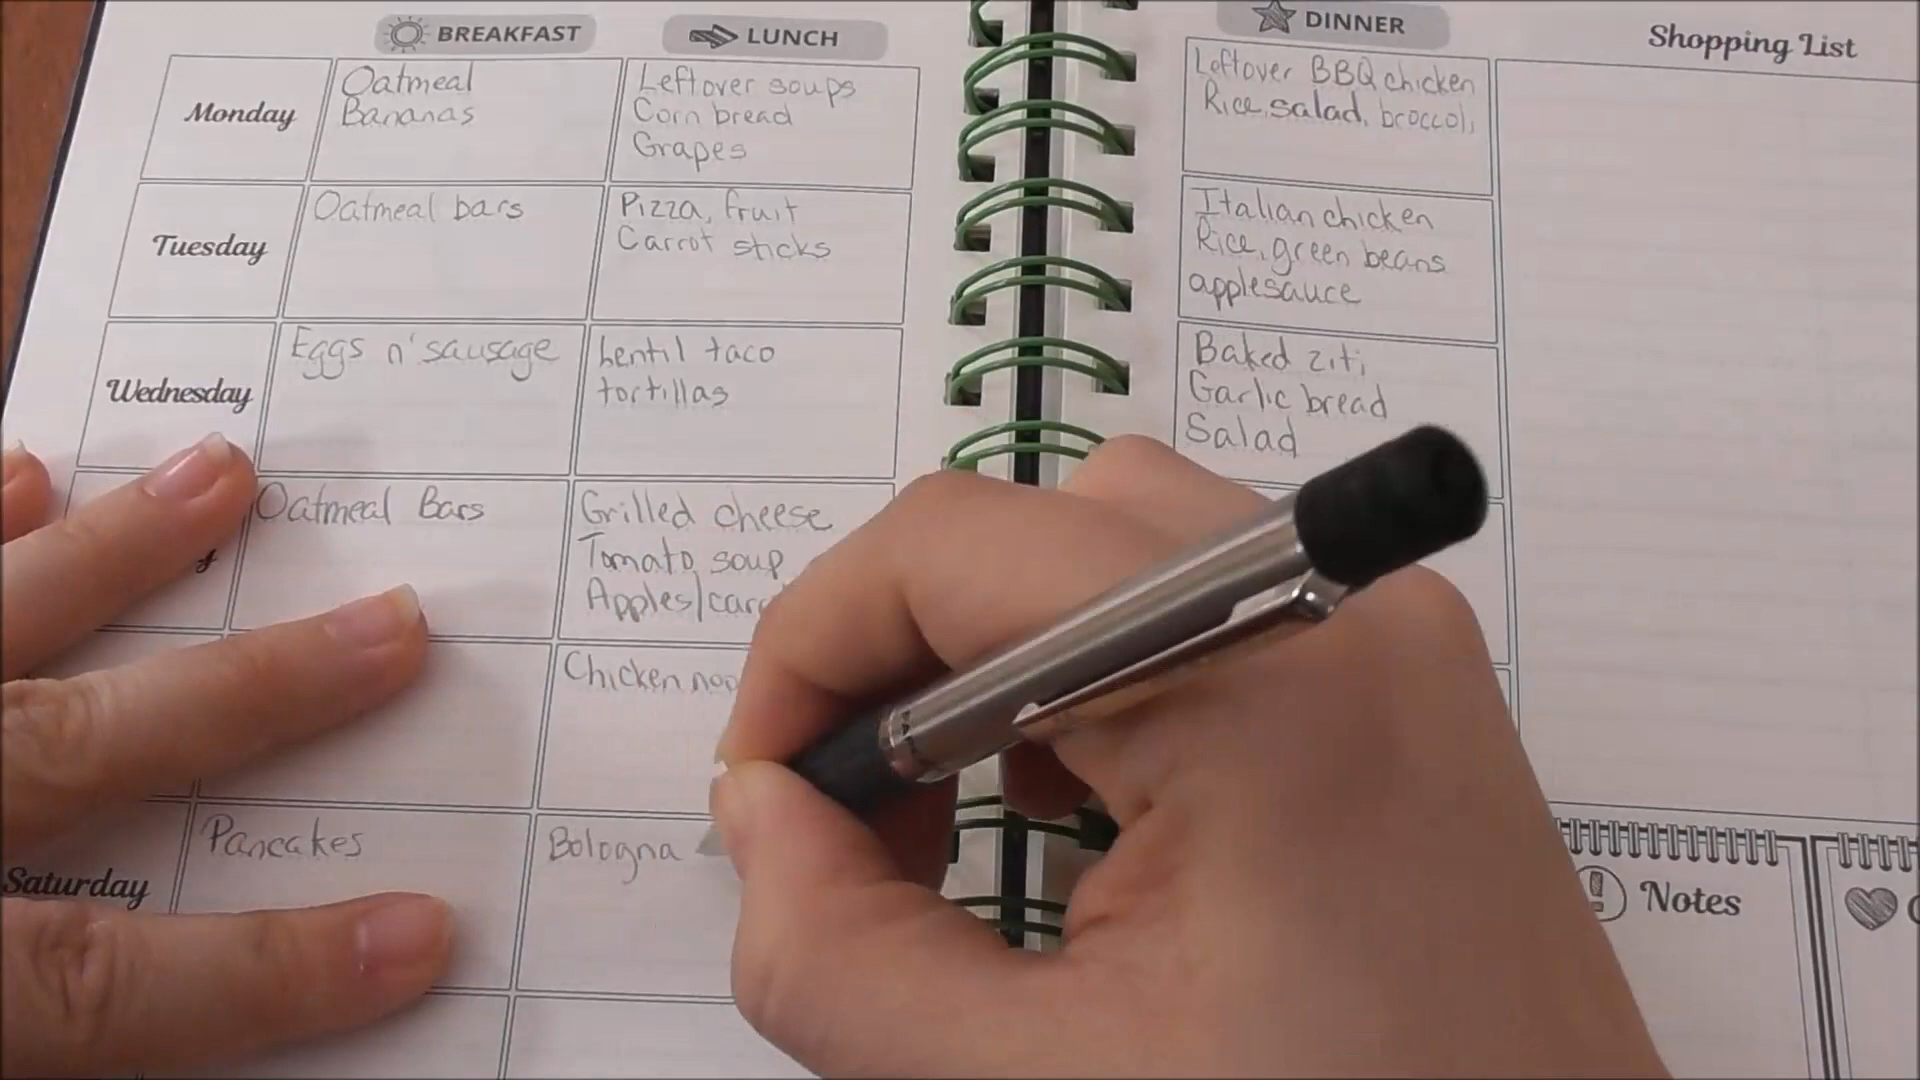 BREAKFAST
LUNCH
DINNER
Shopping List
Monday
Oatmeal
Bananas
Leftover soups
Corn bread
Grapes
Leftover BBQ chicken
Rice, salad, broccoli,
Tuesday
Oatmeal bars
Pizza, fruit
Carrot sticks
Italian chicken
Rice, green beans
applesauce
Wednesday
Eggs n' sausage
Lentil taco
tortillas
Baked ziti
Garlic bread
Salad
Oatmeal Bars
Grilled cheese
Tomato soup
Apples/
Chicken
Saturday
Pancakes
Bologna
Notes